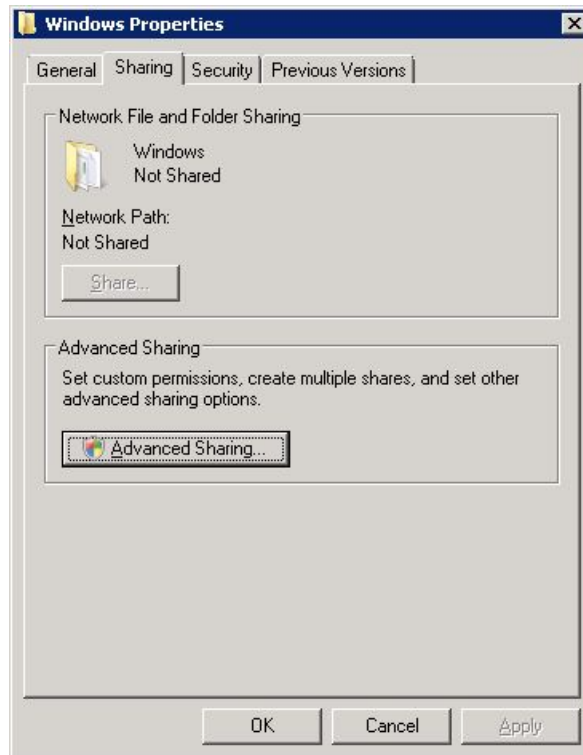 Windows Properties
General Sharing Security Previous Versions
Network File and Folder Sharing
Windows
Not Shared
Network Path:
Not Shared
Share...
Advanced Sharing
Set custom permissions, create multiple shares, and set other
advanced sharing options.
Advanced Sharing...
OK Cancel Apply